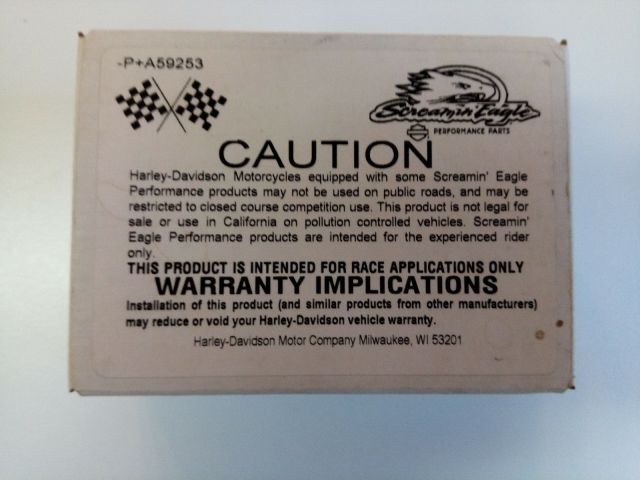 -P+A59253
Screamin' Eagle
PERFORMANCE PARTS
CAUTION
Harley-Davidson Motorcycles equipped with some Screamin' Eagle
Performance products may not be used on public roads, and may be
restricted to closed course competition use. This product is not legal for
sale or use in California on pollution controlled vehicles. Screamin'
Eagle Performance products are intended for the experienced rider
only.
THIS PRODUCT IS INTENDED FOR RACE APPLICATIONS ONLY
WARRANTY IMPLICATIONS
Installation of this product (and similar products from other manufacturers)
may reduce or void your Harley-Davidson vehicle warranty.
Harley-Davidson Motor Company Milwaukee, WI 53201